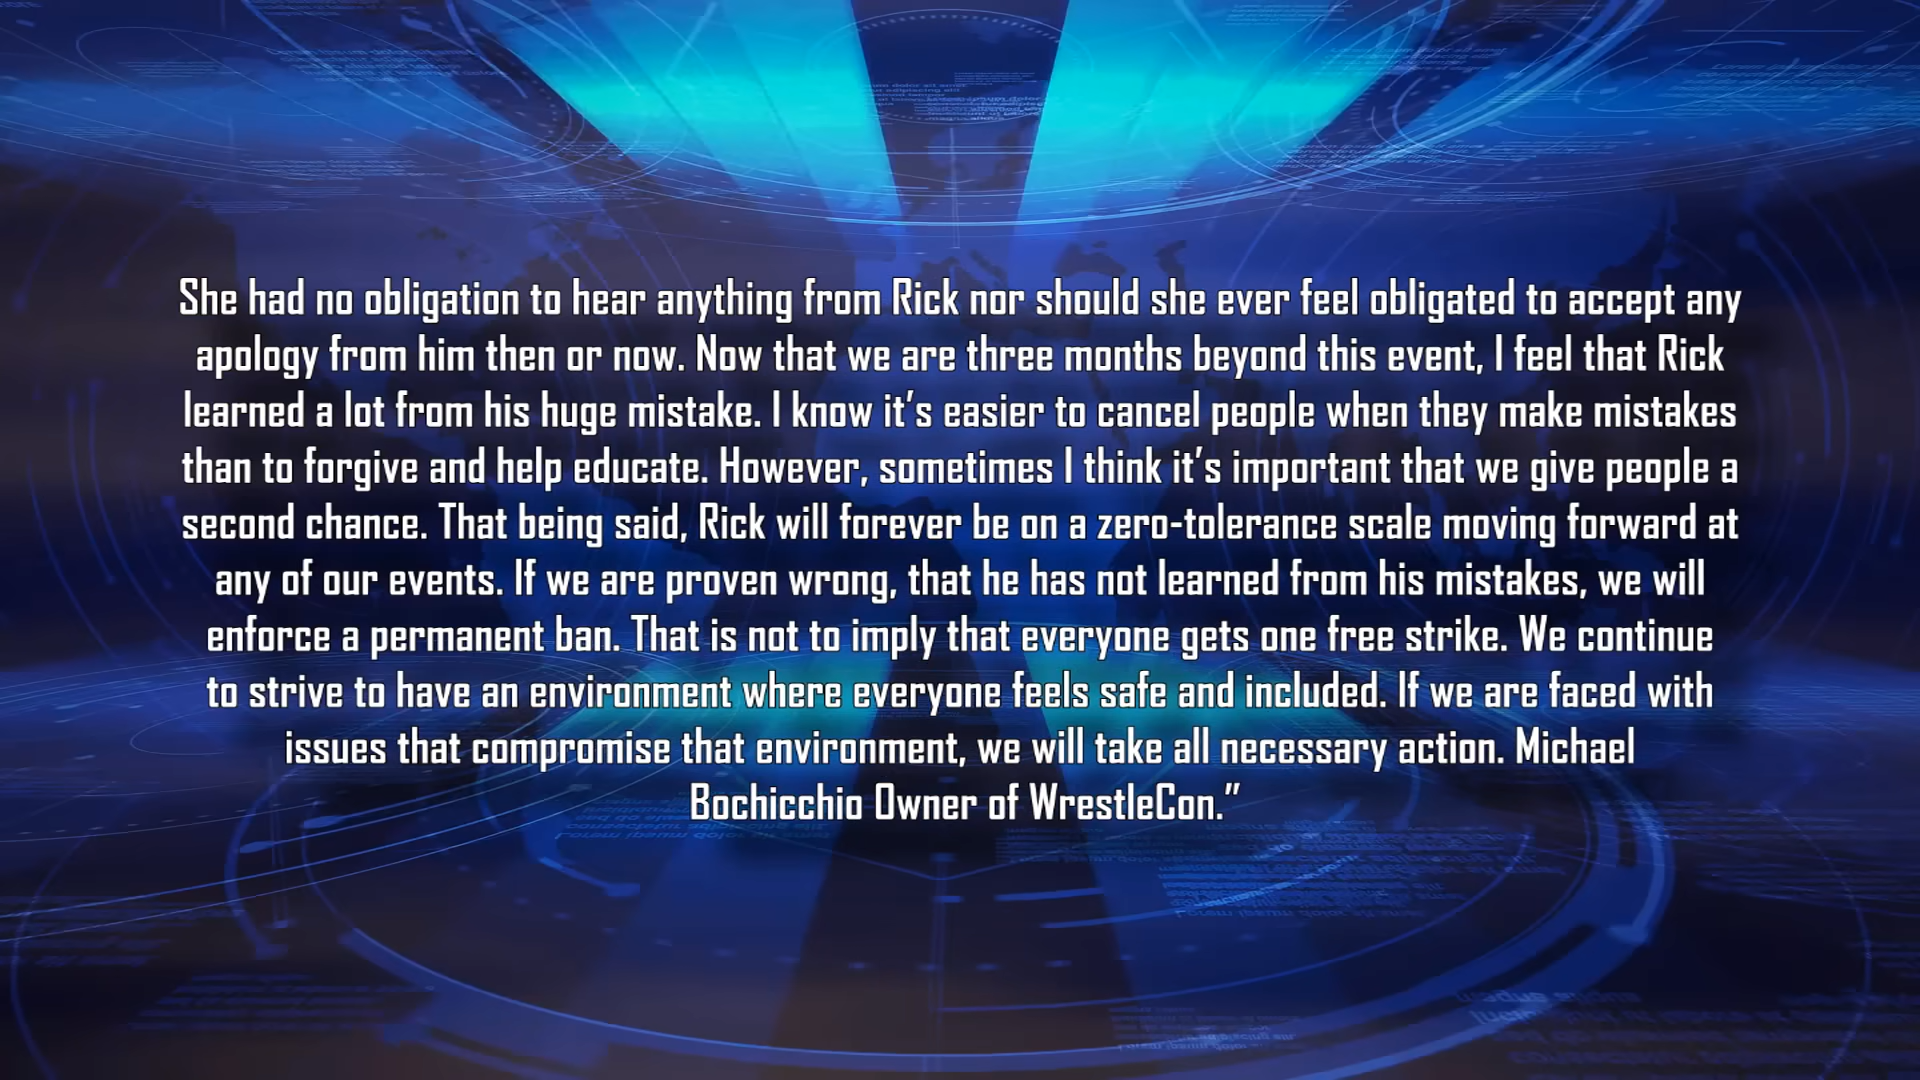 She had no obligation to hear anything from Rick nor should she ever feel obligated to accept any
apology from him then or now. Now that we are three months beyond this event, I feel that Rick
learned a lot from his huge mistake. I know it’s easier to cancel people when they make mistakes
than to forgive and help educate. However, sometimes I think it’s important that we give people a
second chance. That being said, Rick will forever be on a zero-tolerance scale moving forward at
any of our events. If we are proven wrong, that he has not learned from his mistakes, we will
enforce a permanent ban. That is not to imply that everyone gets one free strike. We continue
to strive to have an environment where everyone feels safe and included. If we are faced with
issues that compromise that environment, we will take all necessary action. Michael
Bochicchio Owner of WrestleCon.”